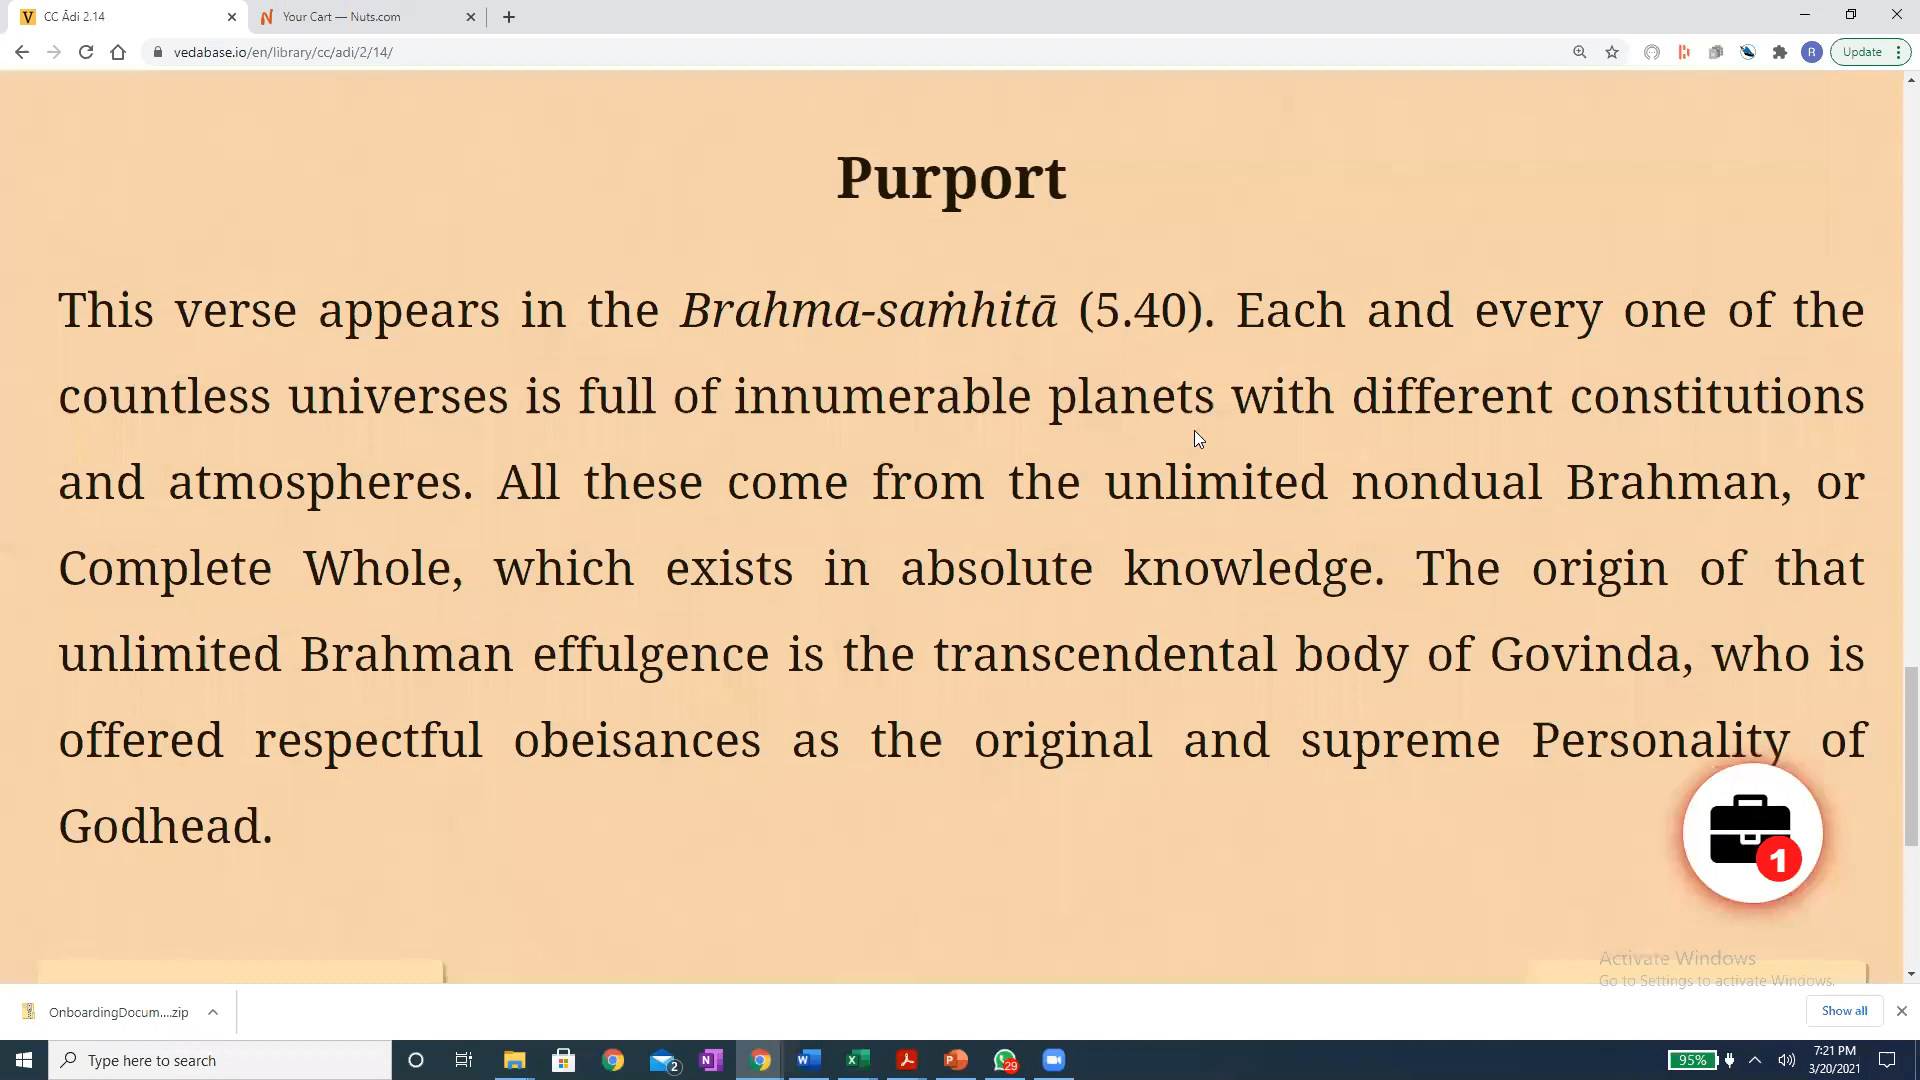 CC Ādi 2.14
Your Cart — Nuts.com
vedabase.io/en/library/cc/adi/2/14/
R
Update
Purport
This verse appears in the Brahma-saṁhitā (5.40). Each and every one of the
countless universes is full of innumerable planets with different constitutions
and atmospheres. All these come from the unlimited nondual Brahman, or
Complete Whole, which exists in absolute knowledge. The origin of that
unlimited Brahman effulgence is the transcendental body of Govinda, who is
offered respectful obeisances as the original and supreme Personality of
Godhead.
1
Activate Windows
Go to Settings to activate Windows.
OnboardingDocum....zip
Show all
Type here to search
2
29
95%
7:21 PM
3/20/2021